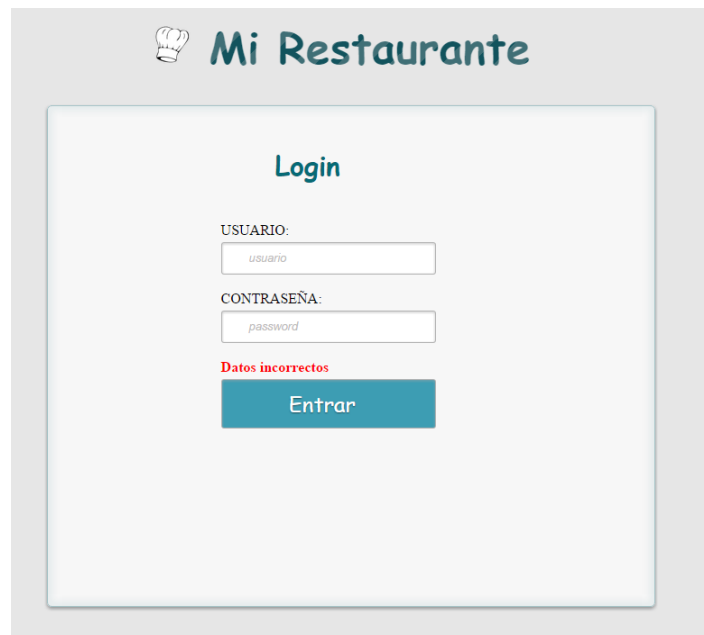 Mi Restaurante
Login
USUARIO:
usuario
CONTRASEÑA:
password
Datos incorrectos
Entrar